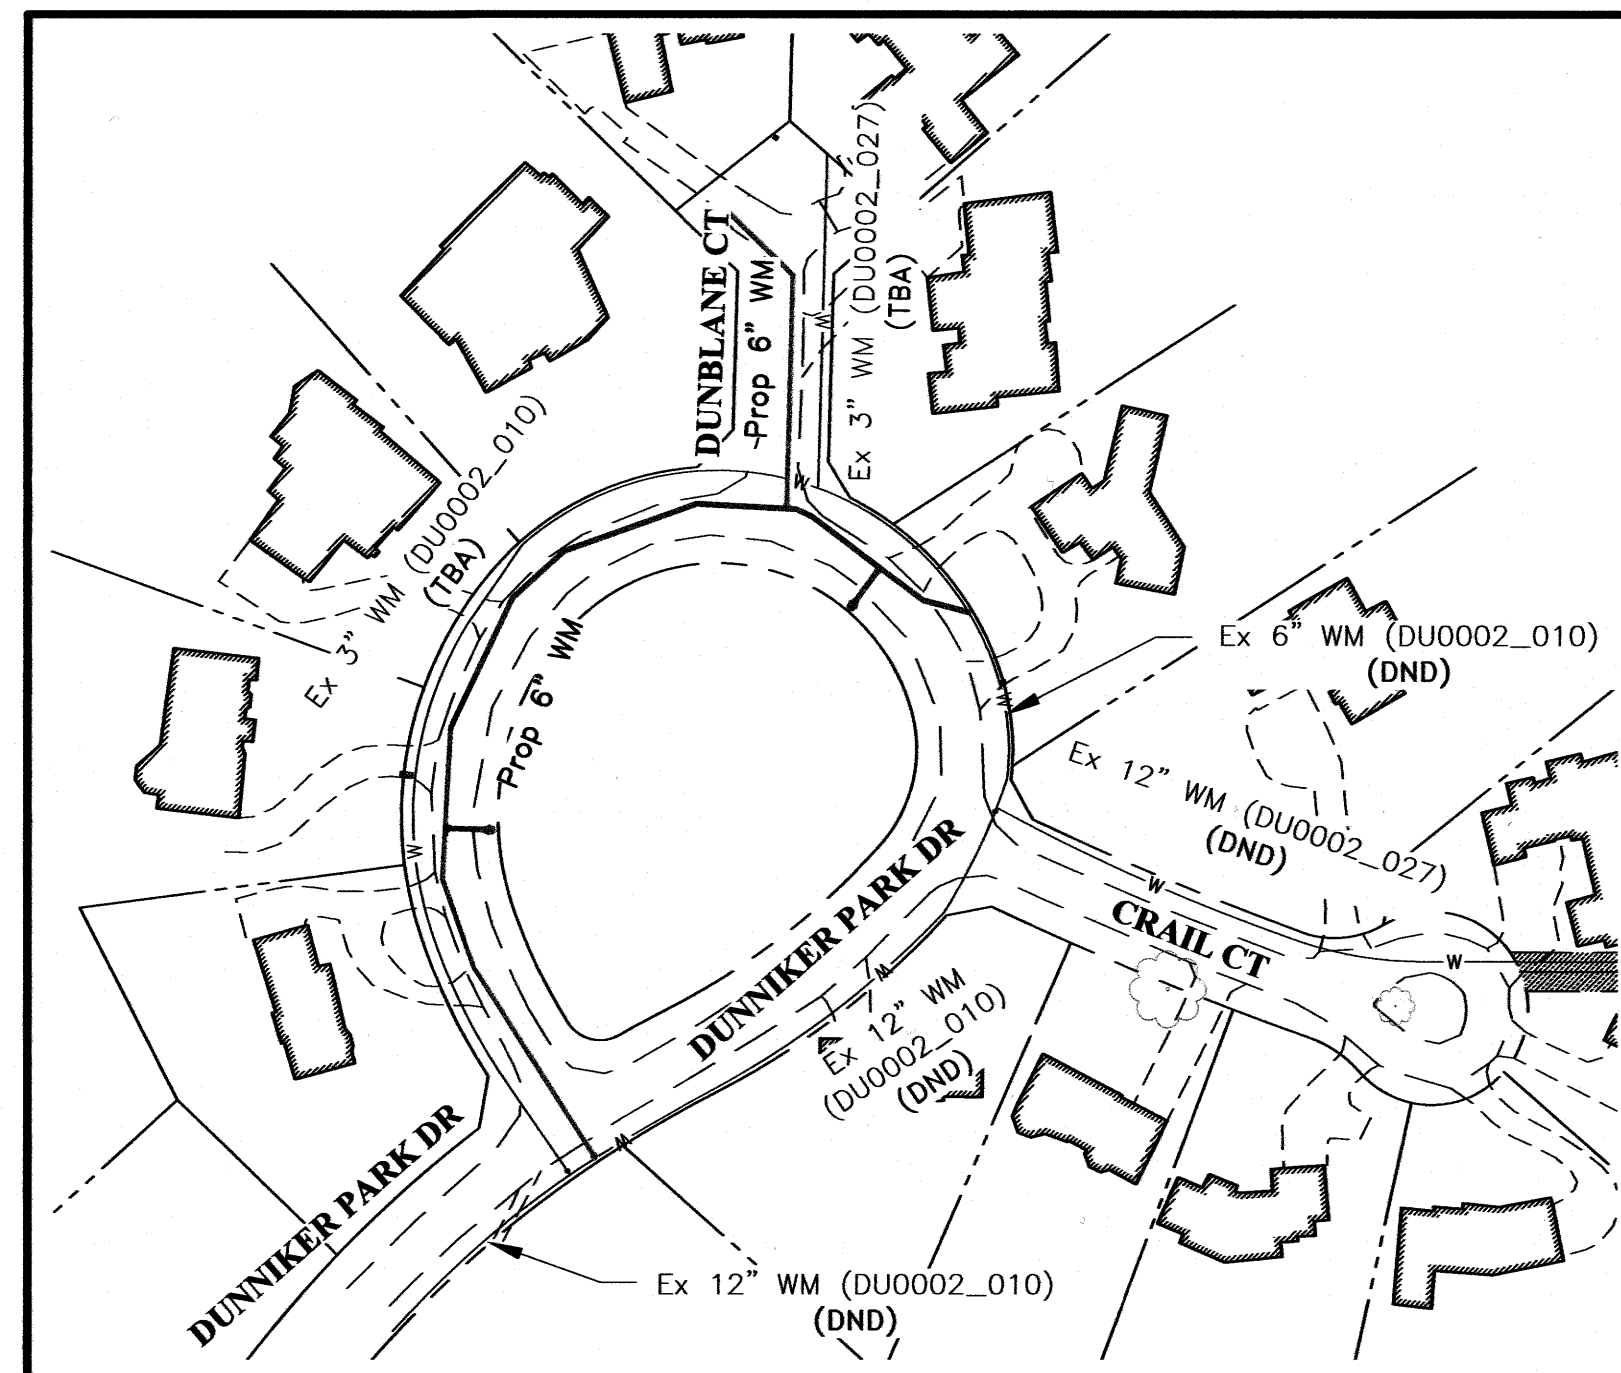 DUNBLANE CT
Prop 6" WM
Ex 3" WM (DU0002_027)
(TBA)
Ex 3" WM (DU0002_010)
(TBA)
Prop 6" WM
Ex 6" WM (DU0002_010)
(DND)
Ex 12" WM (DU0002_027)
(DND)
W
W
W
W
W
W
W
W
CRAIL CT
DUNNIKER PARK DR
Ex 12" WM
(DU0002_010)
(DND)
DUNNIKER PARK DR
Ex 12" WM (DU0002_010)
(DND)